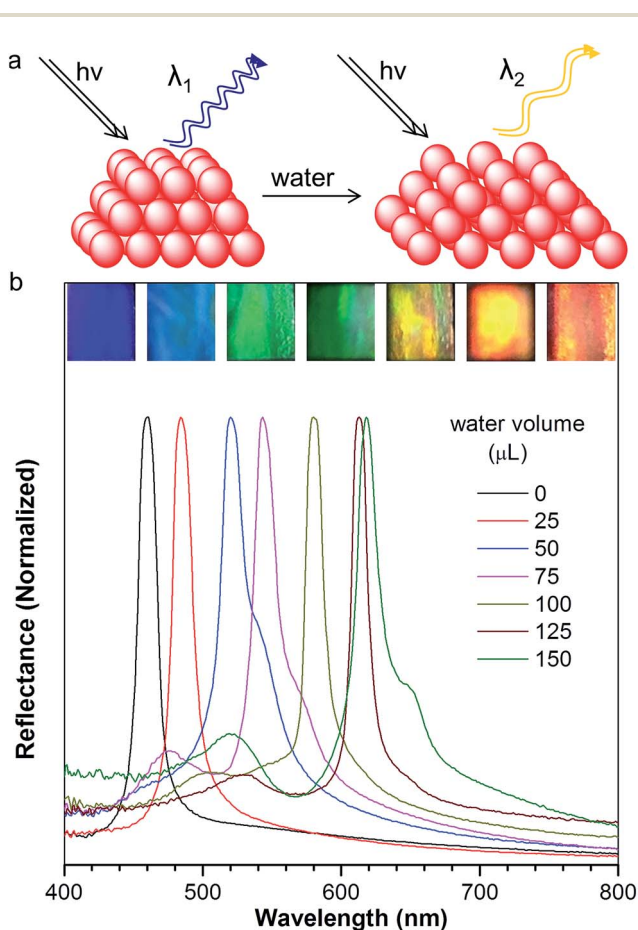 a
hν
λ1
hν
λ2
water
b
water volume
(μL)
0
25
50
75
100
125
150
Reflectance (Normalized)
400
500
600
700
800
Wavelength (nm)